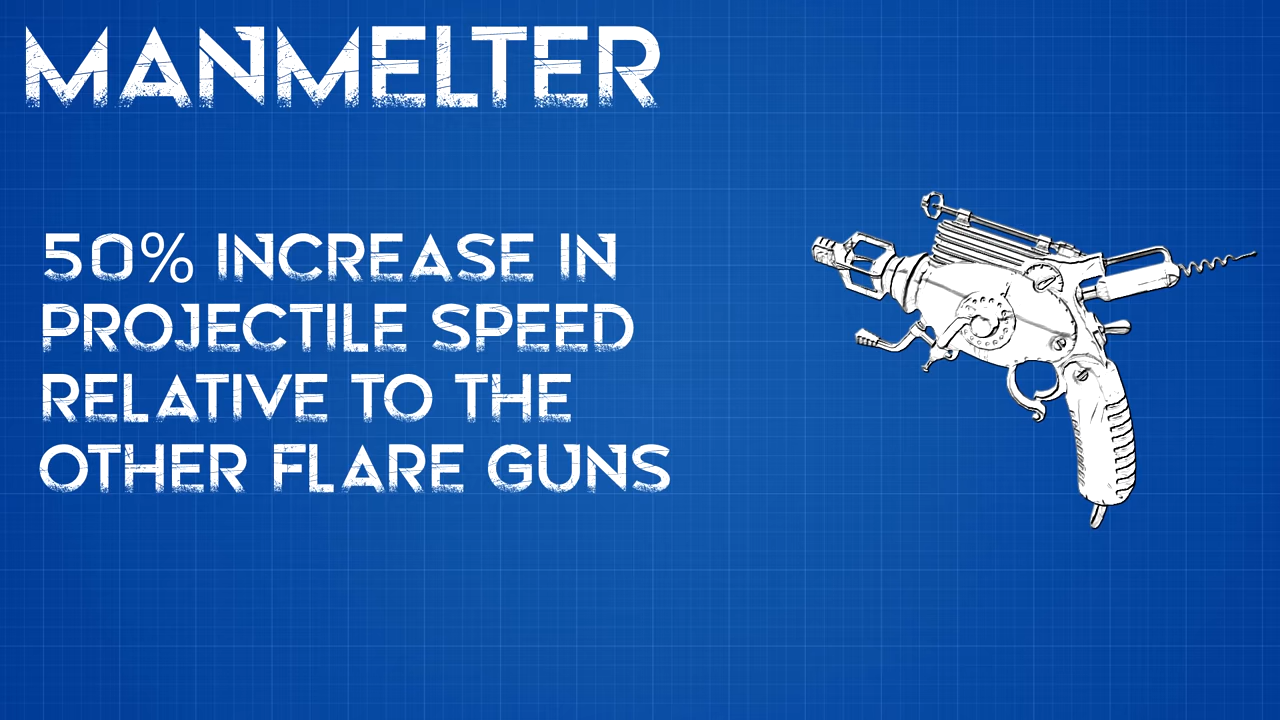 MANMELTER
50% INCREASE IN
PROJECTILE SPEED
RELATIVE TO THE
OTHER FLARE GUNS